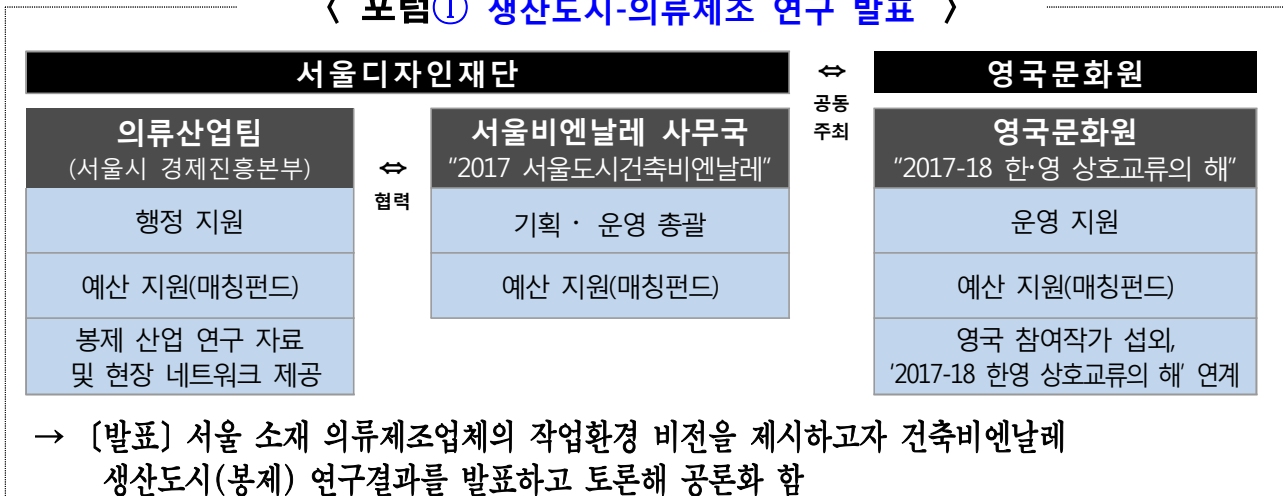 〈 포럼① 생산도시-의류제조 연구 발표 〉
서울디자인재단
⇔
공동
주최
영국문화원
의류산업팀
(서울시 경제진흥본부)
⇔
협력
서울비엔날레 사무국
"2017 서울도시건축비엔날레"
영국문화원
"2017-18 한·영 상호교류의 해"
행정 지원
기획 · 운영 총괄
운영 지원
예산 지원(매칭펀드)
예산 지원(매칭펀드)
예산 지원(매칭펀드)
봉제 산업 연구 자료
및 현장 네트워크 제공
영국 참여작가 섭외,
'2017-18 한영 상호교류의 해' 연계
→ [발표] 서울 소재 의류제조업체의 작업환경 비전을 제시하고자 건축비엔날레
생산도시(봉제) 연구결과를 발표하고 토론해 공론화 함